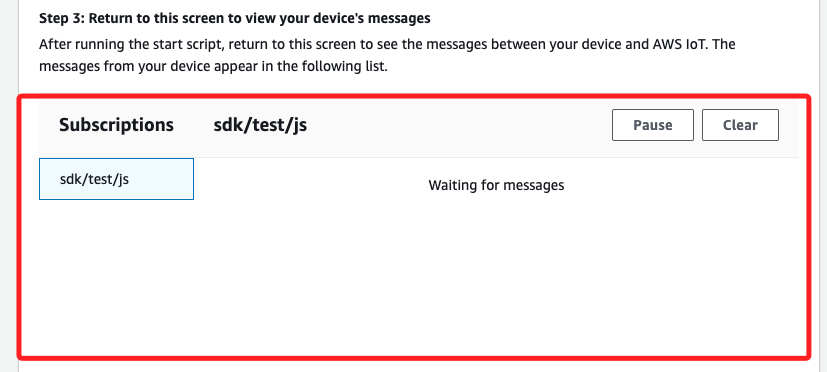 Step 3: Return to this screen to view your device's messages
After running the start script, return to this screen to see the messages between your device and AWS IoT. The
messages from your device appear in the following list.
Subscriptions sdk/test/js Pause Clear
sdk/test/js Waiting for messages